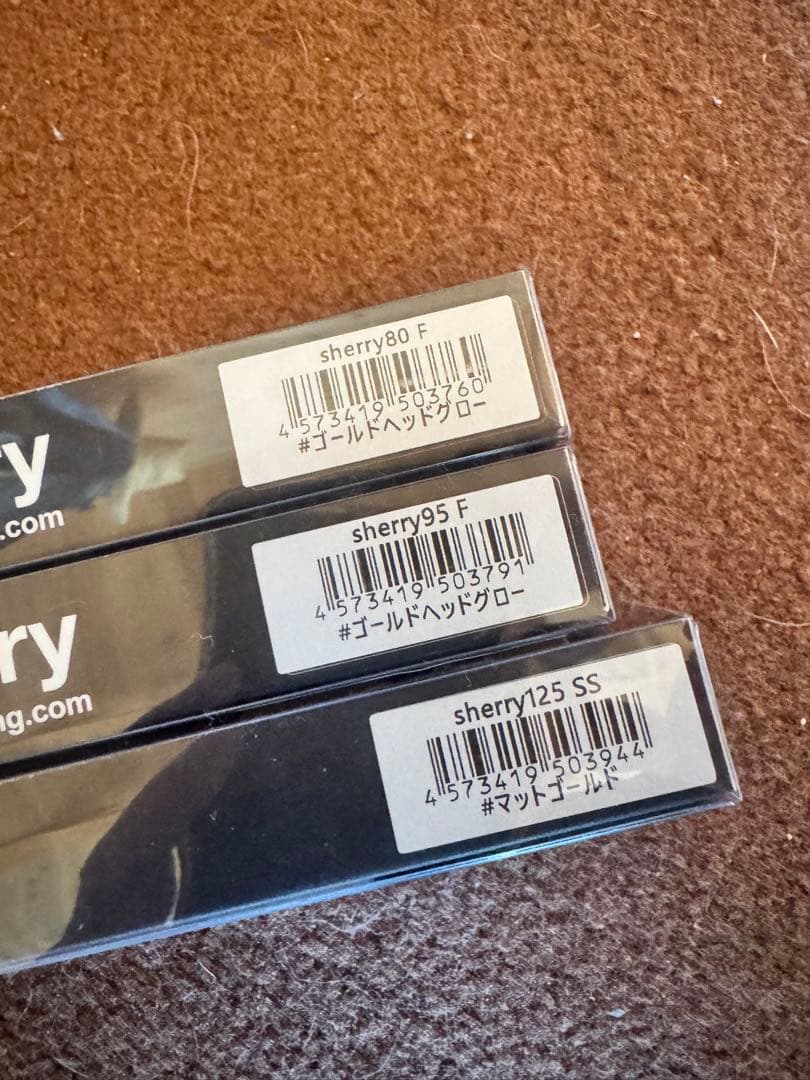 sherry80 F
4 573419 503760
#ゴールドヘッドグロー
ry
.com
sherry95 F
4 573419 503791
#ゴールドヘッドグロー
rry
ng.com
sherry125 SS
4 573419 503944
#マットゴールド